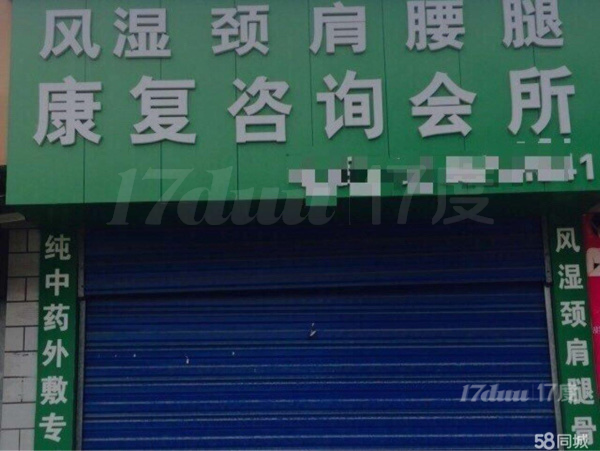 风湿颈肩腰腿
康复咨询会所
41
17duu 17度
纯中药外敷专
风湿颈肩腿骨
17duu 17度
58同城